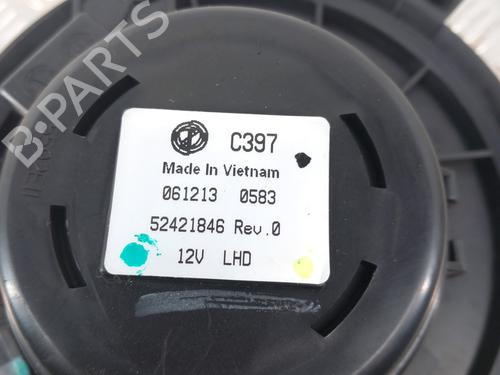 B-PARTS
C397
Made In Vietnam
061213 0583
52421846 Rev.0
12V LHD